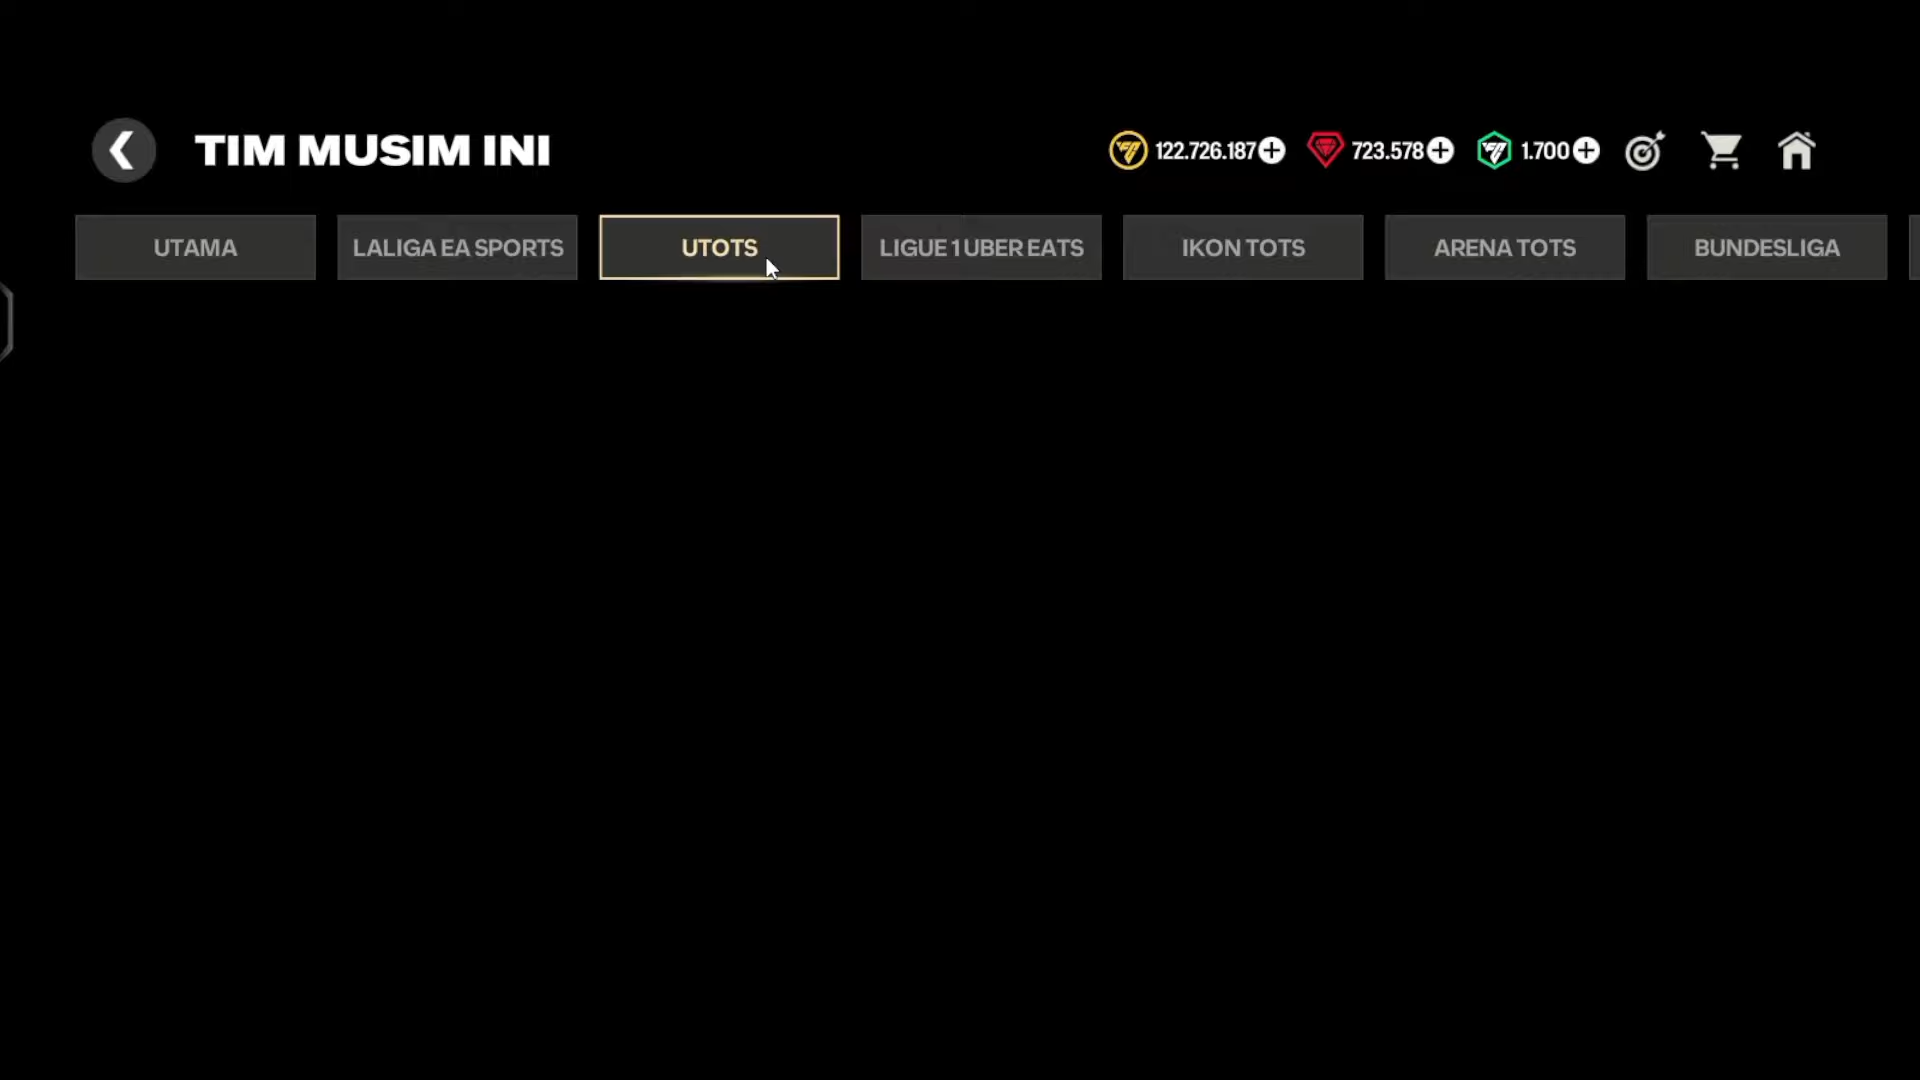 TIM MUSIM INI
122.726.187
723.578
1.700
UTAMA
LALIGA EA SPORTS
UTOTS
LIGUE 1 UBER EATS
IKON TOTS
ARENA TOTS
BUNDESLIGA